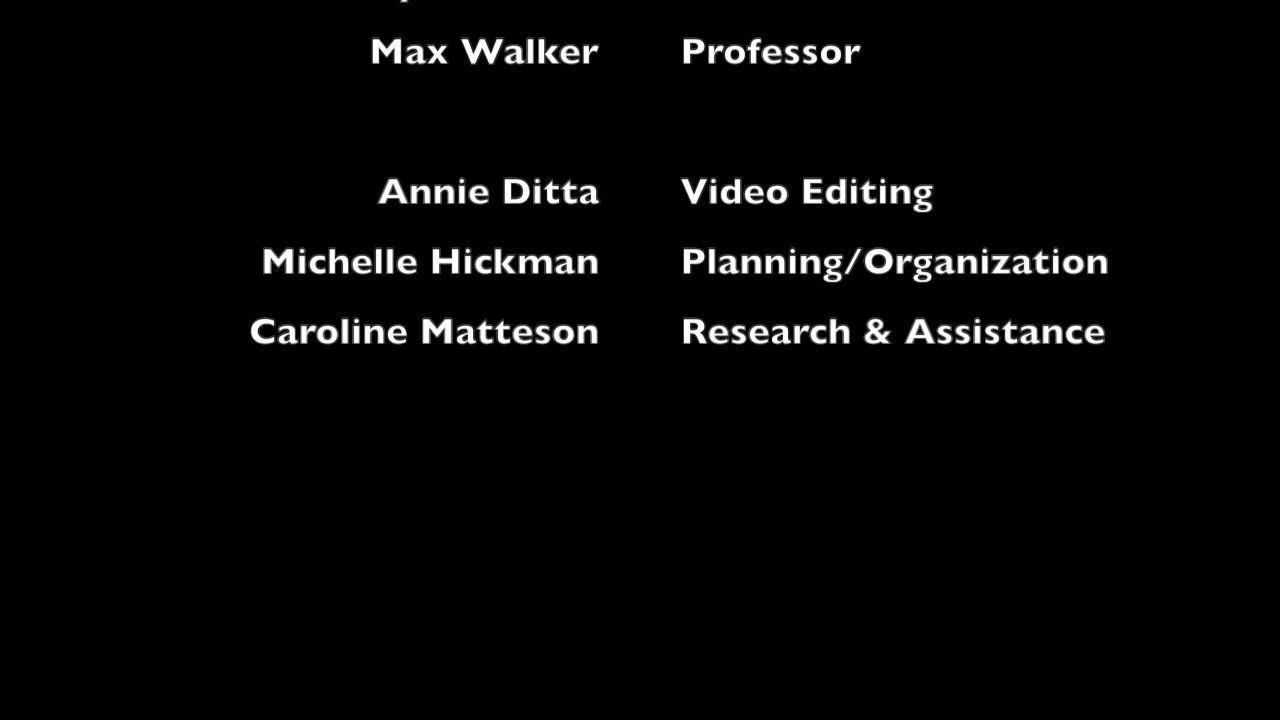 Max Walker Professor
Annie Ditta Video Editing
Michelle Hickman Planning/Organization
Caroline Matteson Research & Assistance